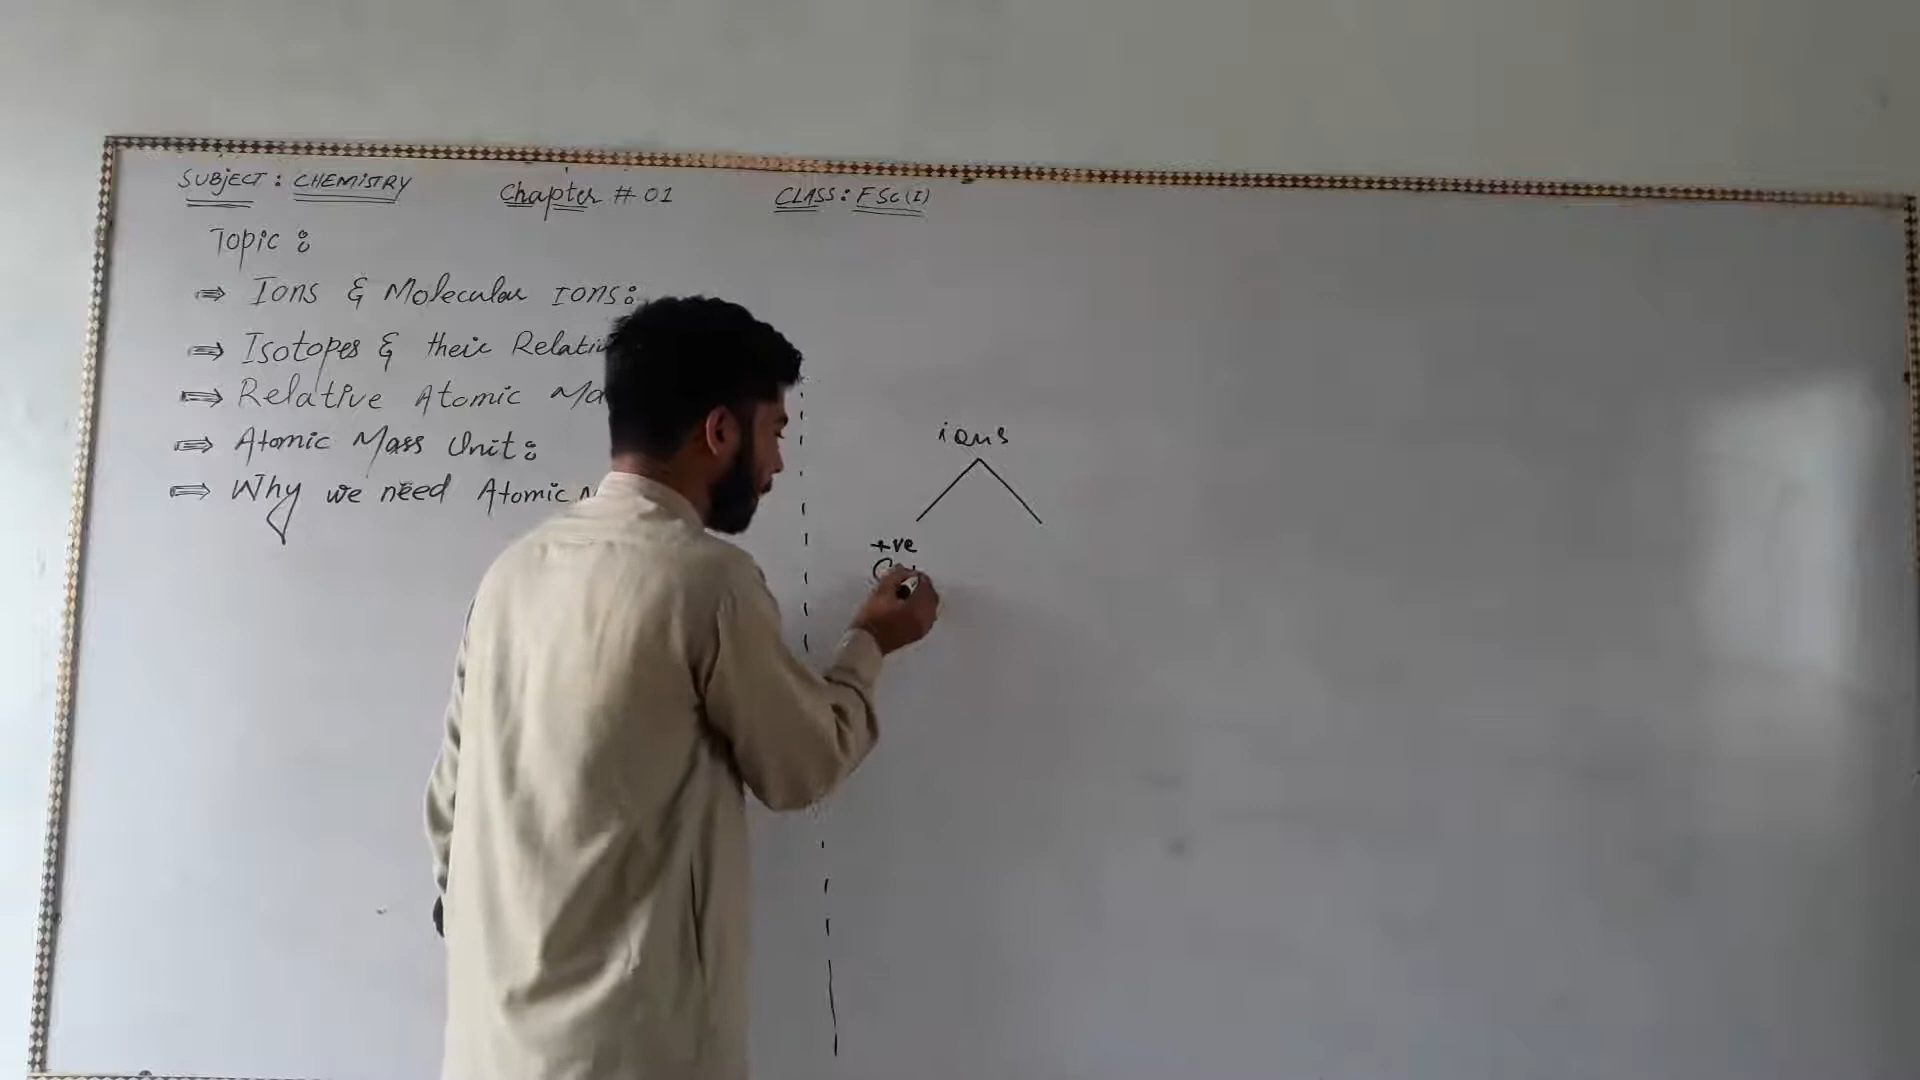 SUBJECT: CHEMISTRY Chapter # 01 CLASS: FSC(I)
Topic:
⇒ Ions & Molecular Ions:
⇒ Isotopes & their
⇒ Relative Atomic
⇒ Atomic Mass Unit:
⇒ Why we need Atomic
ions
+ve